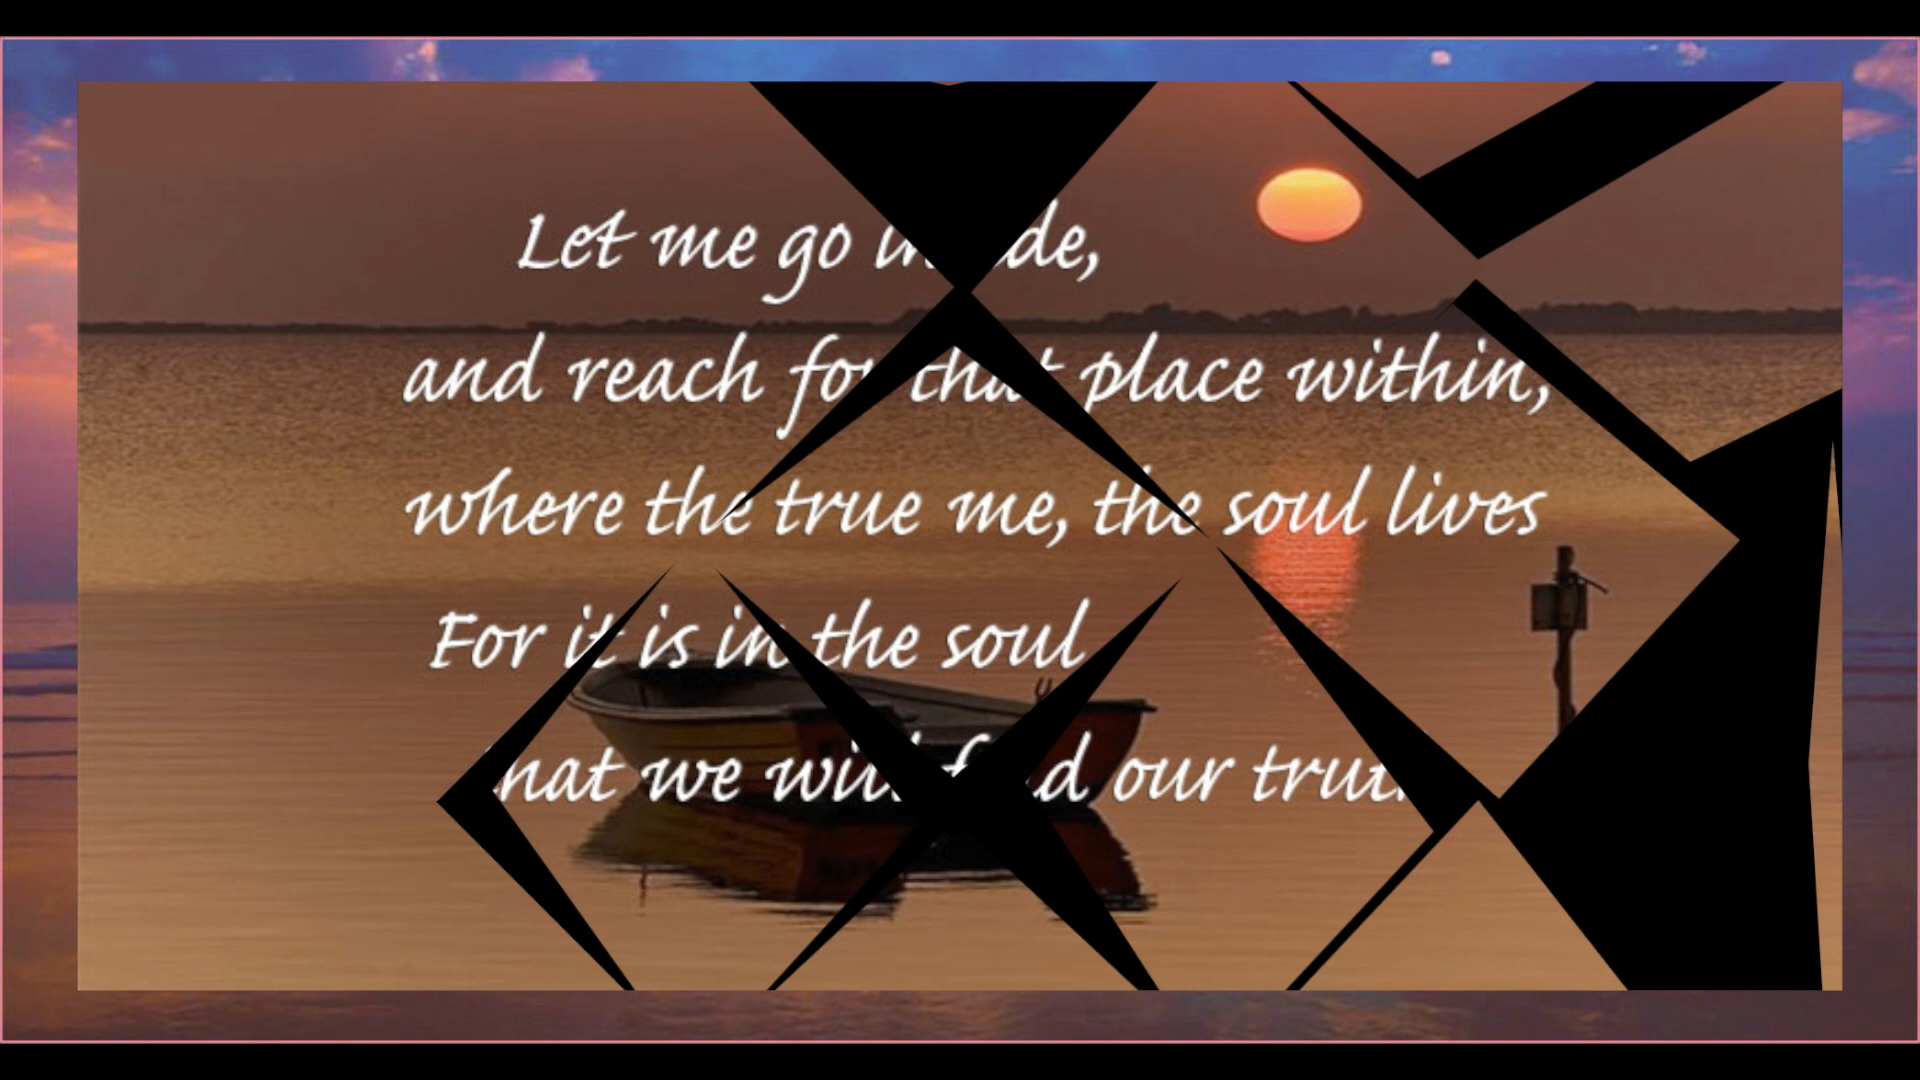 Let me go inside,
and reach for that place within,
where the true me, the soul lives
For it is in the soul
that we will find our truth